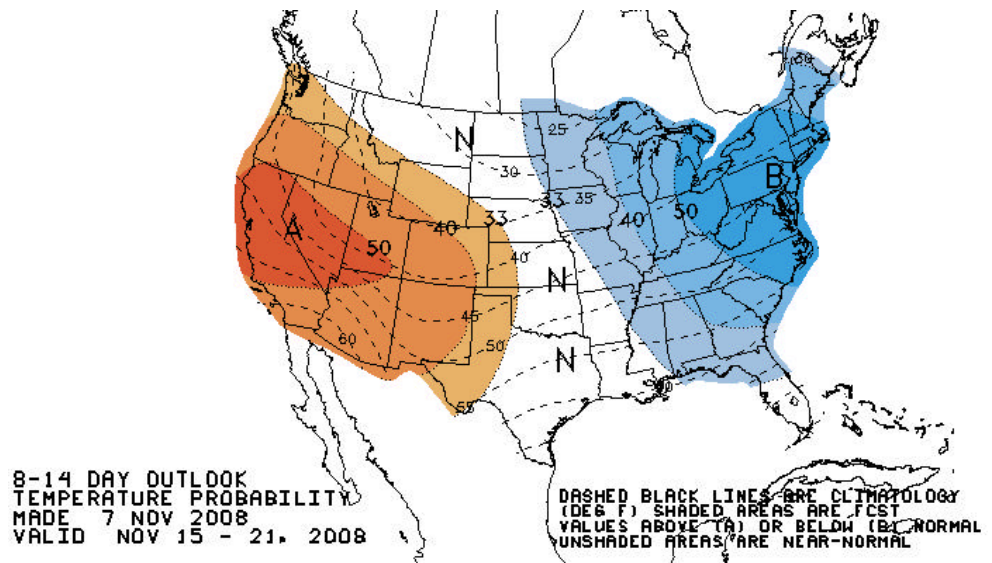 30
N
25
30
35
B
33
33
40
50
30
A
40
50
40
N
45
60
50
N
55
8-14 DAY OUTLOOK
TEMPERATURE PROBABILITY
MADE 7 NOV 2008
VALID NOV 15 - 21, 2008
DASHED BLACK LINES ARE CLIMATOLOGY
(DEG F) SHADED AREAS ARE FCST
VALUES ABOVE (A) OR BELOW (B) NORMAL
UNSHADED AREAS ARE NEAR-NORMAL